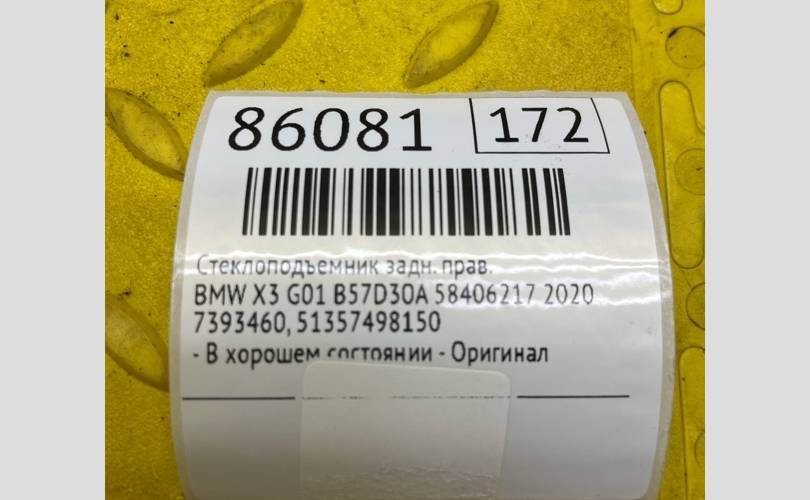 86081 172
Стеклоподъемник задн. прав.
BMW X3 G01 B57D30A 58406217 2020
7393460, 51357498150
- В хорошем состоянии - Оригинал